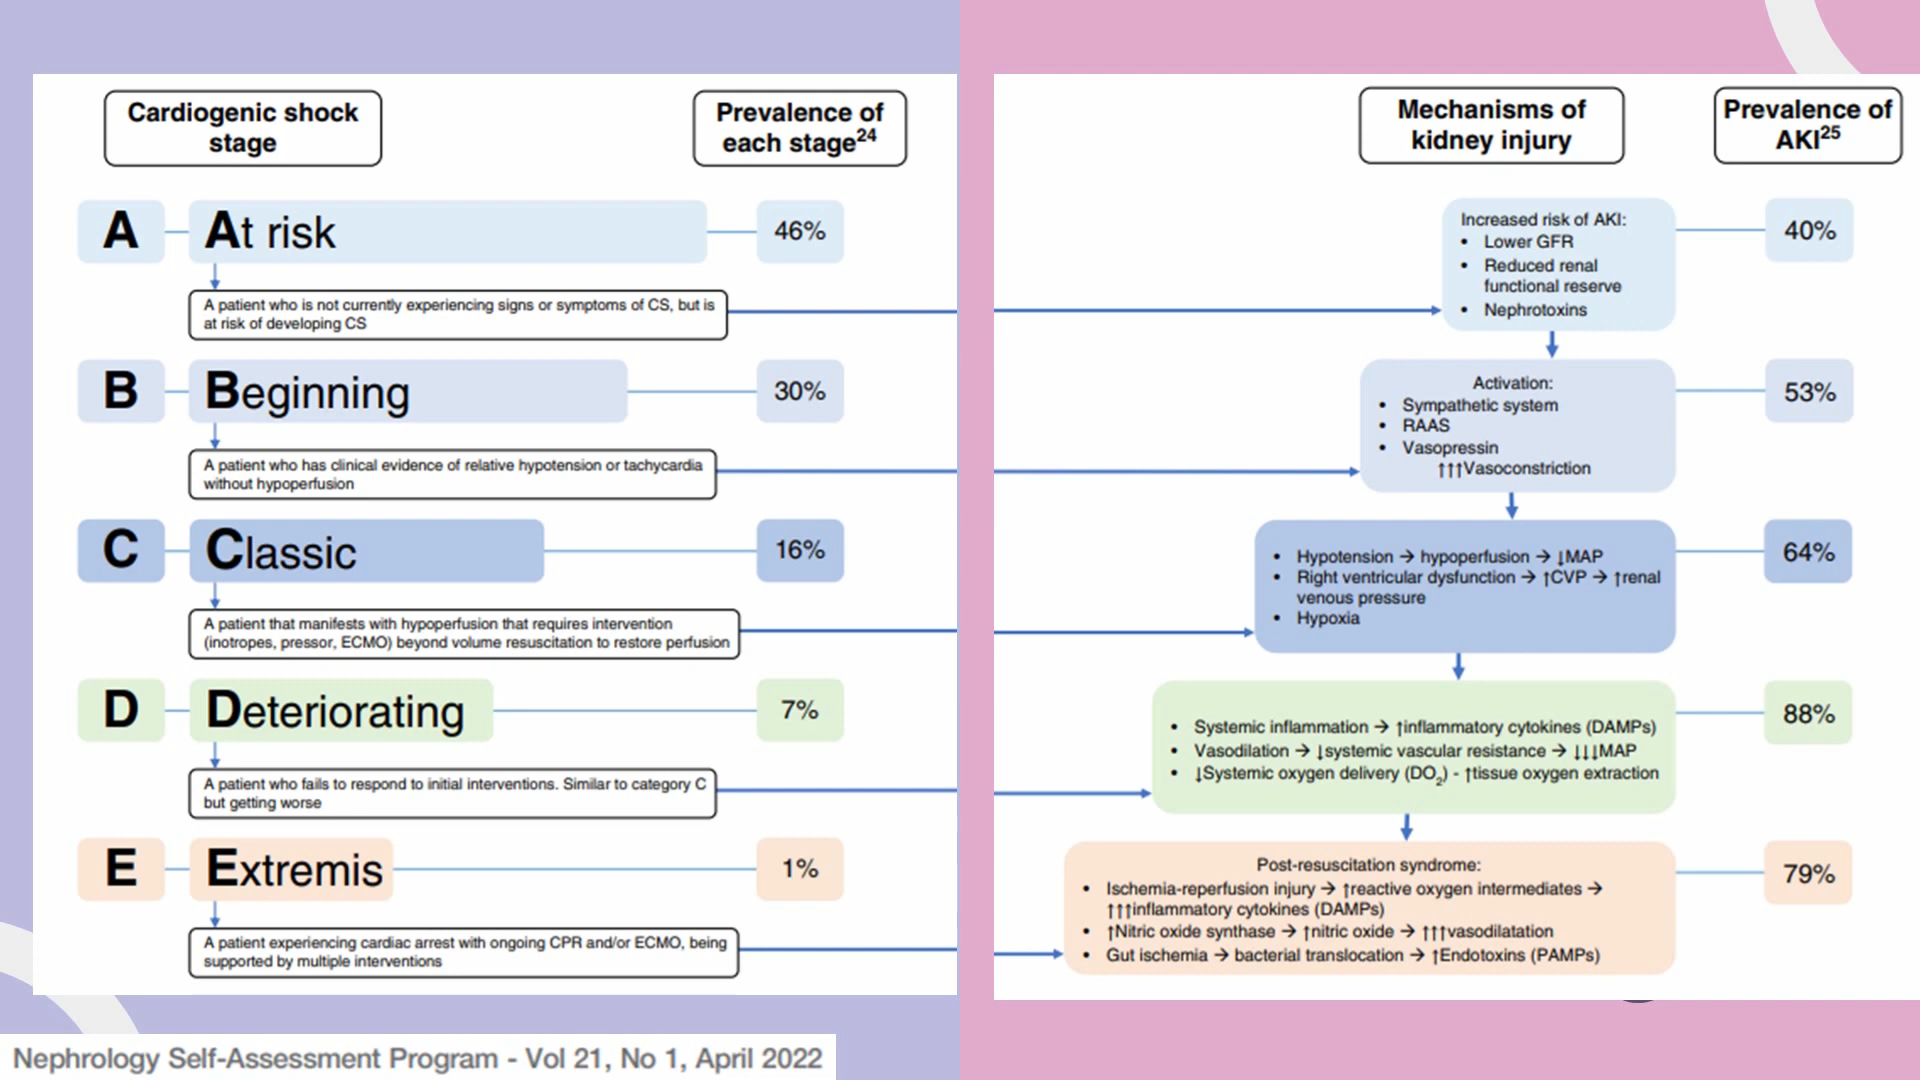 Cardiogenic shock
stage
Prevalence of
each stage24
A
At risk
46%
A patient who is not currently experiencing signs or symptoms of CS, but is
at risk of developing CS
B
Beginning
30%
A patient who has clinical evidence of relative hypotension or tachycardia
without hypoperfusion
C
Classic
16%
A patient that manifests with hypoperfusion that requires intervention
(inotropes, pressor, ECMO) beyond volume resuscitation to restore perfusion
D
Deteriorating
7%
A patient who fails to respond to initial interventions. Similar to category C
but getting worse
E
Extremis
1%
A patient experiencing cardiac arrest with ongoing CPR and/or ECMO, being
supported by multiple interventions
Mechanisms of
kidney injury
Prevalence of
AKI25
Increased risk of AKI:
• Lower GFR
• Reduced renal
functional reserve
• Nephrotoxins
40%
Activation:
• Sympathetic system
• RAAS
• Vasopressin
↑↑↑Vasoconstriction
53%
• Hypotension → hypoperfusion → ↓MAP
• Right ventricular dysfunction → ↑CVP → ↑renal
venous pressure
• Hypoxia
64%
• Systemic inflammation → ↑inflammatory cytokines (DAMPs)
• Vasodilation → ↓systemic vascular resistance → ↓↓↓MAP
• ↓Systemic oxygen delivery (DO2) - ↑tissue oxygen extraction
88%
Post-resuscitation syndrome:
• Ischemia-reperfusion injury → ↑reactive oxygen intermediates →
↑↑↑inflammatory cytokines (DAMPs)
• ↑Nitric oxide synthase → ↑nitric oxide → ↑↑↑vasodilatation
• Gut ischemia → bacterial translocation → ↑Endotoxins (PAMPs)
79%
Nephrology Self-Assessment Program - Vol 21, No 1, April 2022